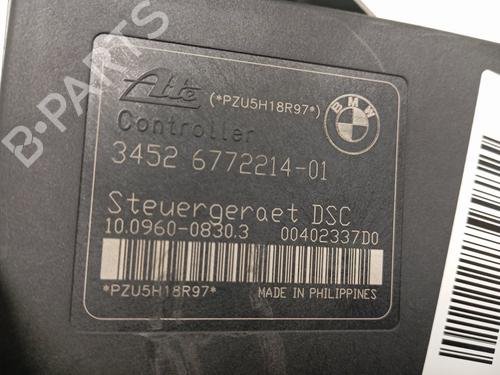 Ate (*PZU5H18R97*) BMW
Controller
3452 6772214-01
Steuergeraet DSC
10.0960-0830.3 00402337D0
*PZU5H18R97* MADE IN PHILIPPINES
B-PARTS